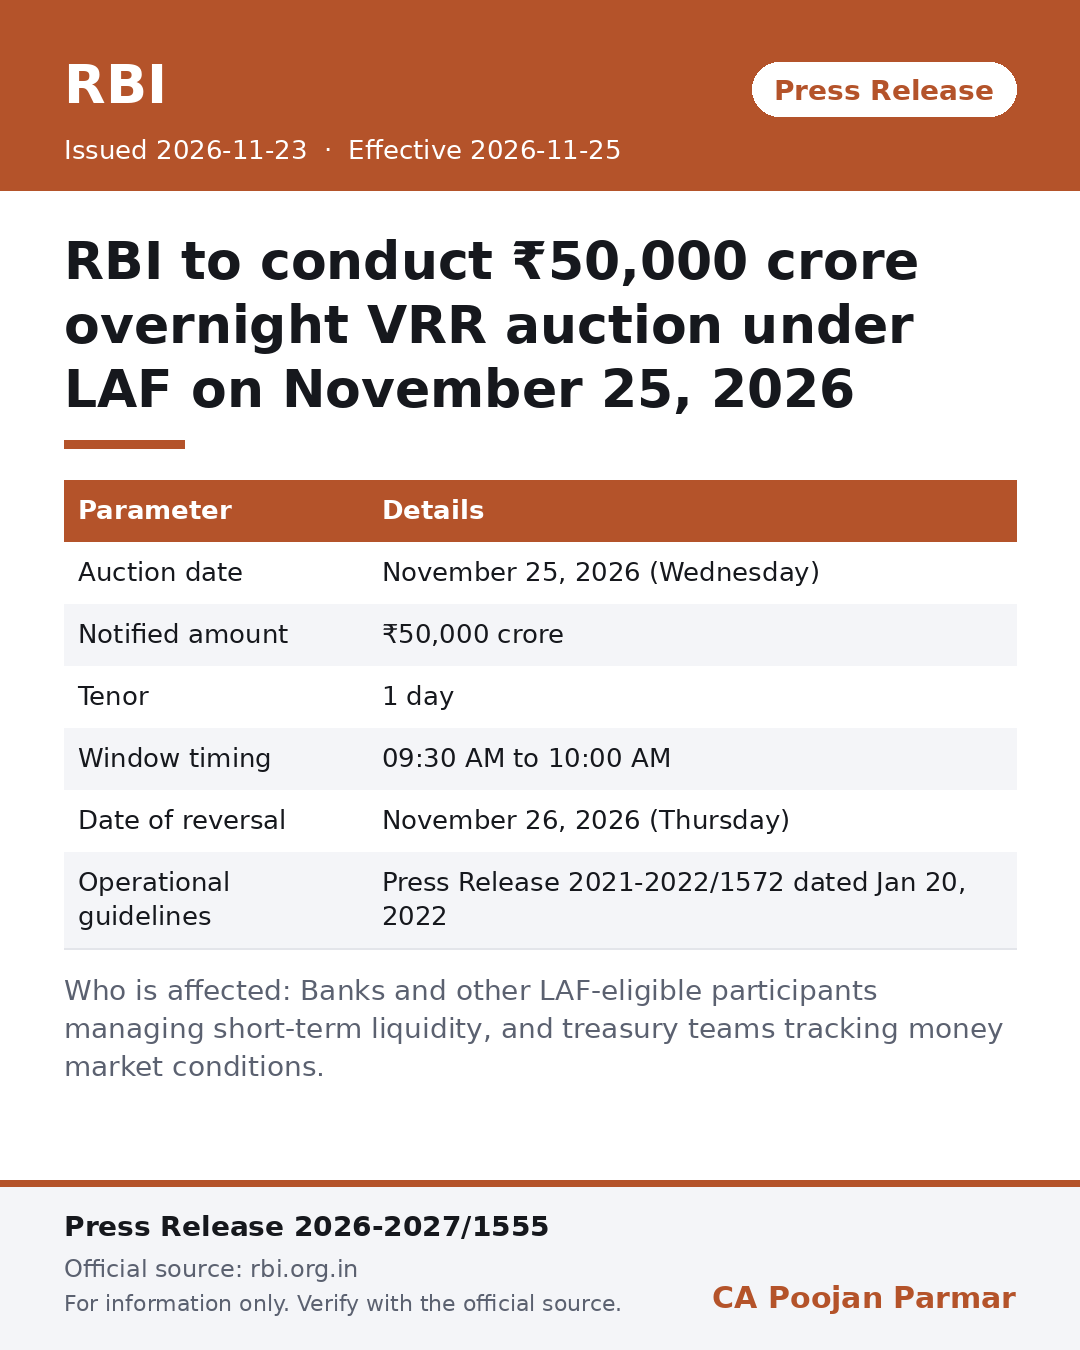 RBI
Press Release
Issued 2026-11-23 · Effective 2026-11-25
RBI to conduct ₹50,000 crore
overnight VRR auction under
LAF on November 25, 2026
Parameter Details
Auction date November 25, 2026 (Wednesday)
Notified amount ₹50,000 crore
Tenor 1 day
Window timing 09:30 AM to 10:00 AM
Date of reversal November 26, 2026 (Thursday)
Operational Press Release 2021-2022/1572 dated Jan 20,
guidelines 2022
Who is affected: Banks and other LAF-eligible participants
managing short-term liquidity, and treasury teams tracking money
market conditions.
Press Release 2026-2027/1555
Official source: rbi.org.in
For information only. Verify with the official source.
CA Poojan Parmar